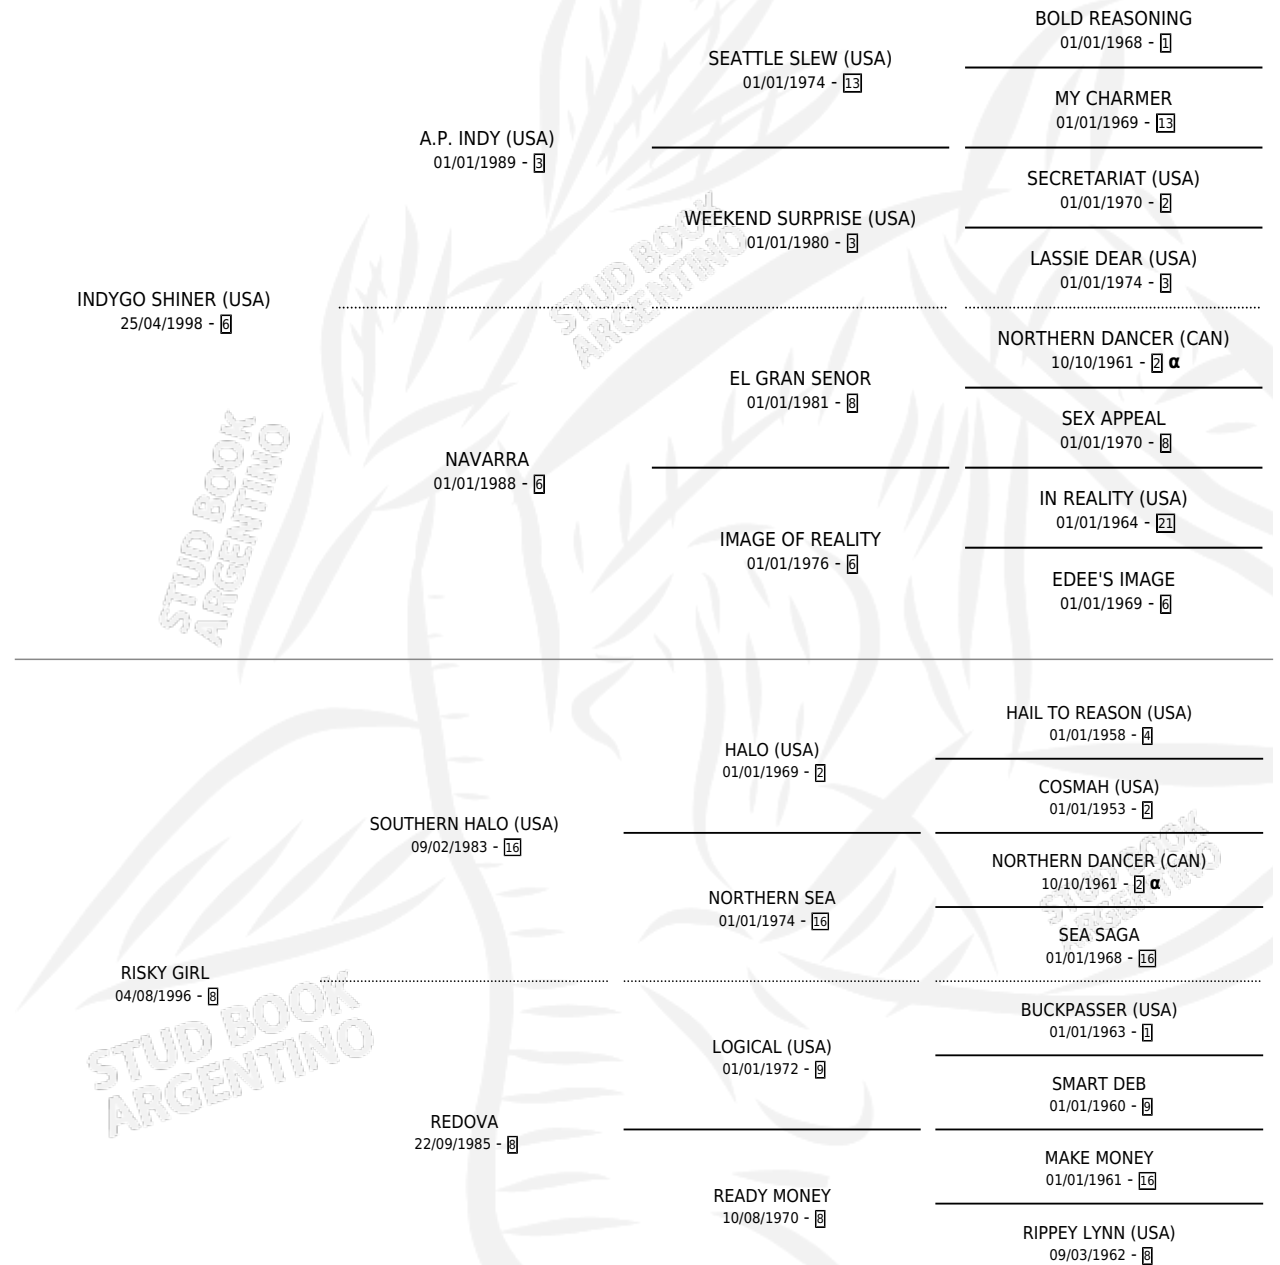 BOLD REASONING
01/01/1968 - 1
SEATTLE SLEW (USA)
01/01/1974 - 13
MY CHARMER
01/01/1969 - 13
A.P. INDY (USA)
01/01/1989 - 3
SECRETARIAT (USA)
01/01/1970 - 2
WEEKEND SURPRISE (USA)
01/01/1980 - 3
LASSIE DEAR (USA)
01/01/1974 - 3
STUD BOOK
ARGENTINO
INDYGO SHINER (USA)
25/04/1998 - 6
NORTHERN DANCER (CAN)
10/10/1961 - 2 α
EL GRAN SENOR
01/01/1981 - 8
SEX APPEAL
01/01/1970 - 8
NAVARRA
01/01/1988 - 6
IN REALITY (USA)
01/01/1964 - 21
IMAGE OF REALITY
01/01/1976 - 6
EDEE'S IMAGE
01/01/1969 - 6
STUD BOOK
ARGENTINO
HAIL TO REASON (USA)
01/01/1958 - 4
HALO (USA)
01/01/1969 - 2
COSMAH (USA)
01/01/1953 - 2
SOUTHERN HALO (USA)
09/02/1983 - 16
NORTHERN DANCER (CAN)
10/10/1961 - 2 α
STUD BOOK
ARGENTINO
NORTHERN SEA
01/01/1974 - 16
SEA SAGA
01/01/1968 - 16
RISKY GIRL
04/08/1996 - 8
STUD BOOK
ARGENTINO
BUCKPASSER (USA)
01/01/1963 - 1
LOGICAL (USA)
01/01/1972 - 9
SMART DEB
01/01/1960 - 9
REDOVA
22/09/1985 - 8
MAKE MONEY
01/01/1961 - 16
READY MONEY
10/08/1970 - 8
RIPPEY LYNN (USA)
09/03/1962 - 8